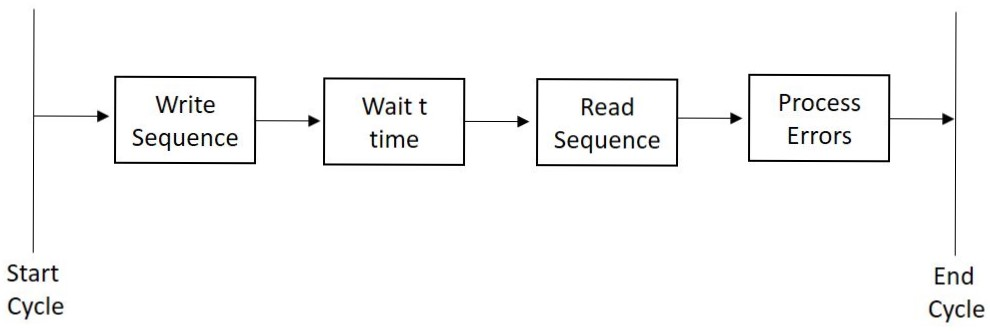 Write
Sequence
Wait t
time
Read
Sequence
Process
Errors
Start
Cycle
End
Cycle